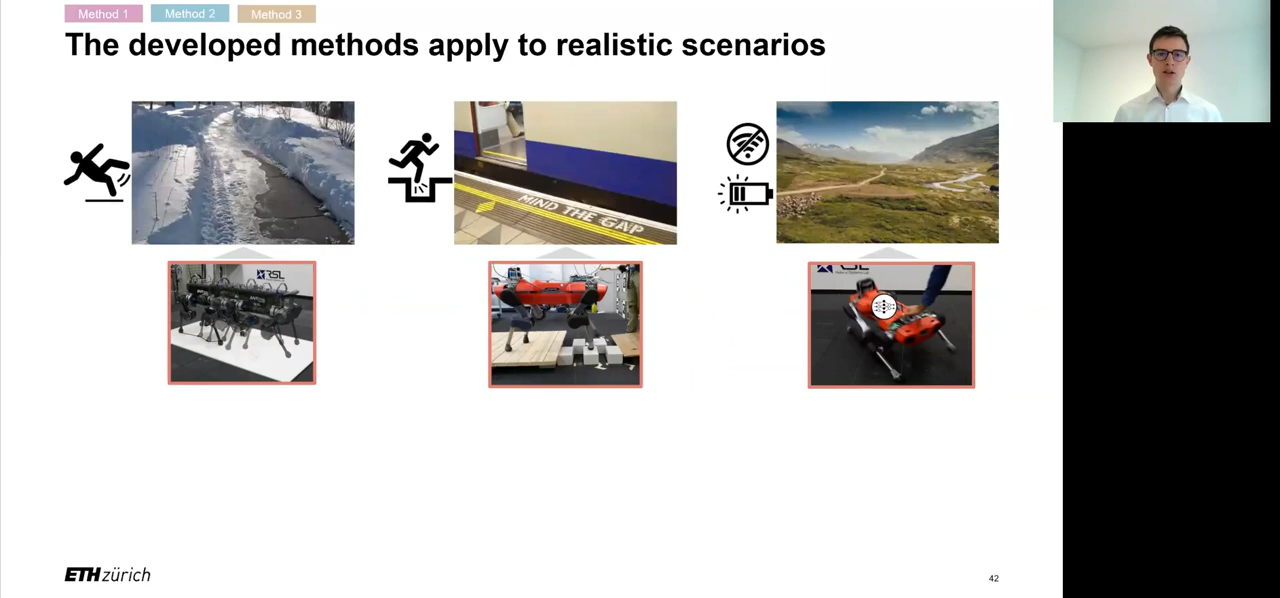 Method 1
Method 2
Method 3
The developed methods apply to realistic scenarios
MIND THE GAP
RSL
RSL
ETH zürich
42